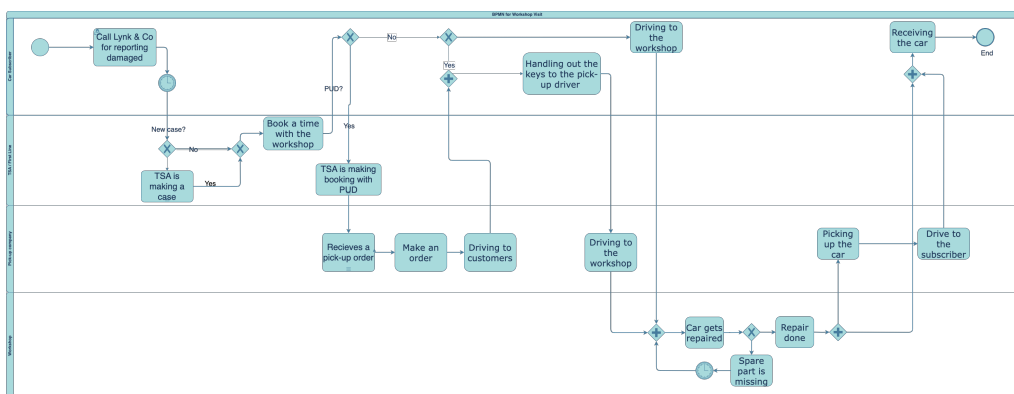 BPMN for Workshop Visit
Car Subscriber
Call Lynk & Co
for reporting
damaged
New case?
No
Yes
TSA / First Line
TSA is
making a
case
Book a time
with the
workshop
PUD?
No
Yes
Yes
TSA is making
booking with
PUD
Handling out the
keys to the pick-
up driver
Driving to
the
workshop
Receiving
the car
End
Pick-up company
Recieves a
pick-up order
Make an
order
Driving to
customers
Driving to
the
workshop
Picking
up the
car
Drive to
the
subscriber
Workshop
Car gets
repaired
Repair
done
Spare
part is
missing